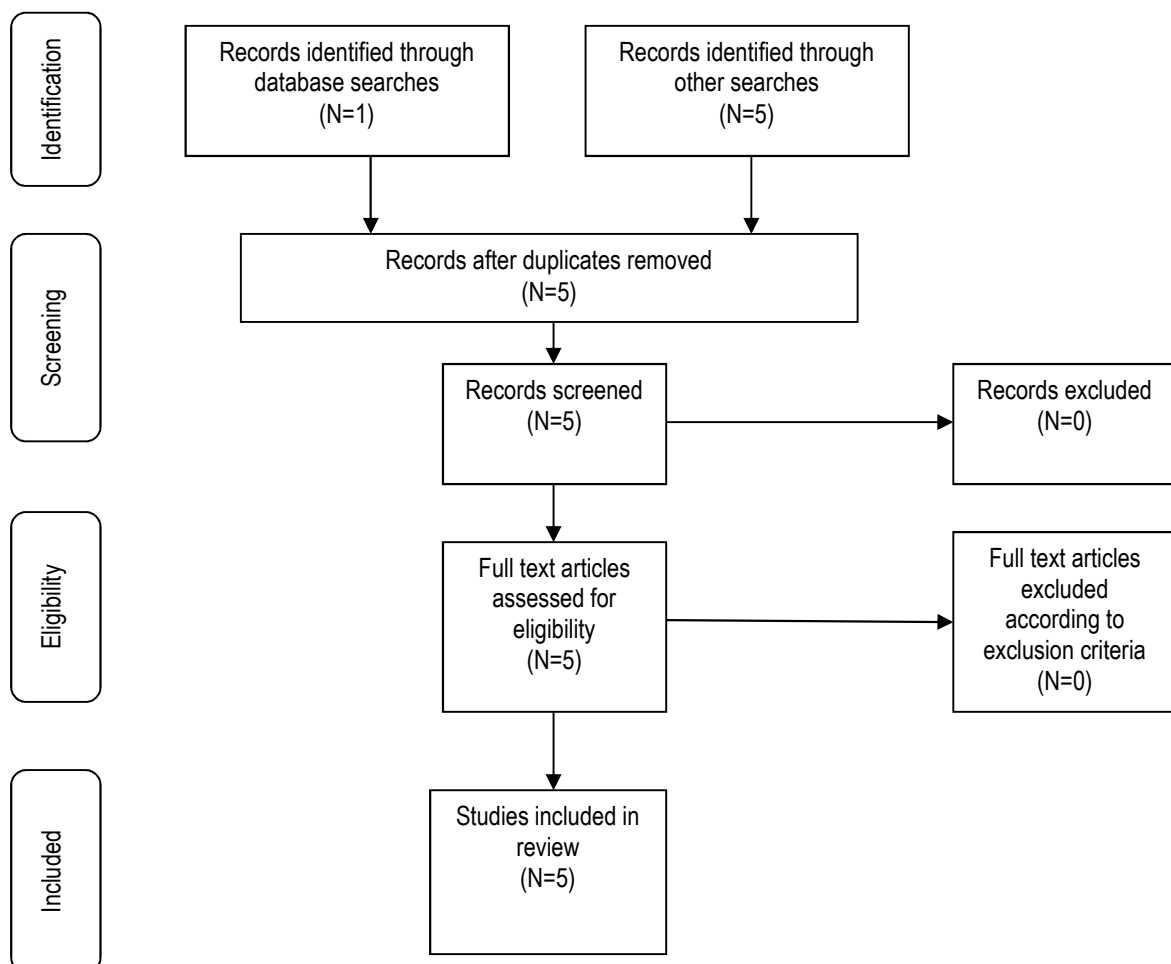 Identification
Records identified through
database searches
(N=1)
Records identified through
other searches
(N=5)
Screening
Records after duplicates removed
(N=5)
Records screened
(N=5)
Records excluded
(N=0)
Eligibility
Full text articles
assessed for
eligibility
(N=5)
Full text articles
excluded
according to
exclusion criteria
(N=0)
Included
Studies included in
review
(N=5)